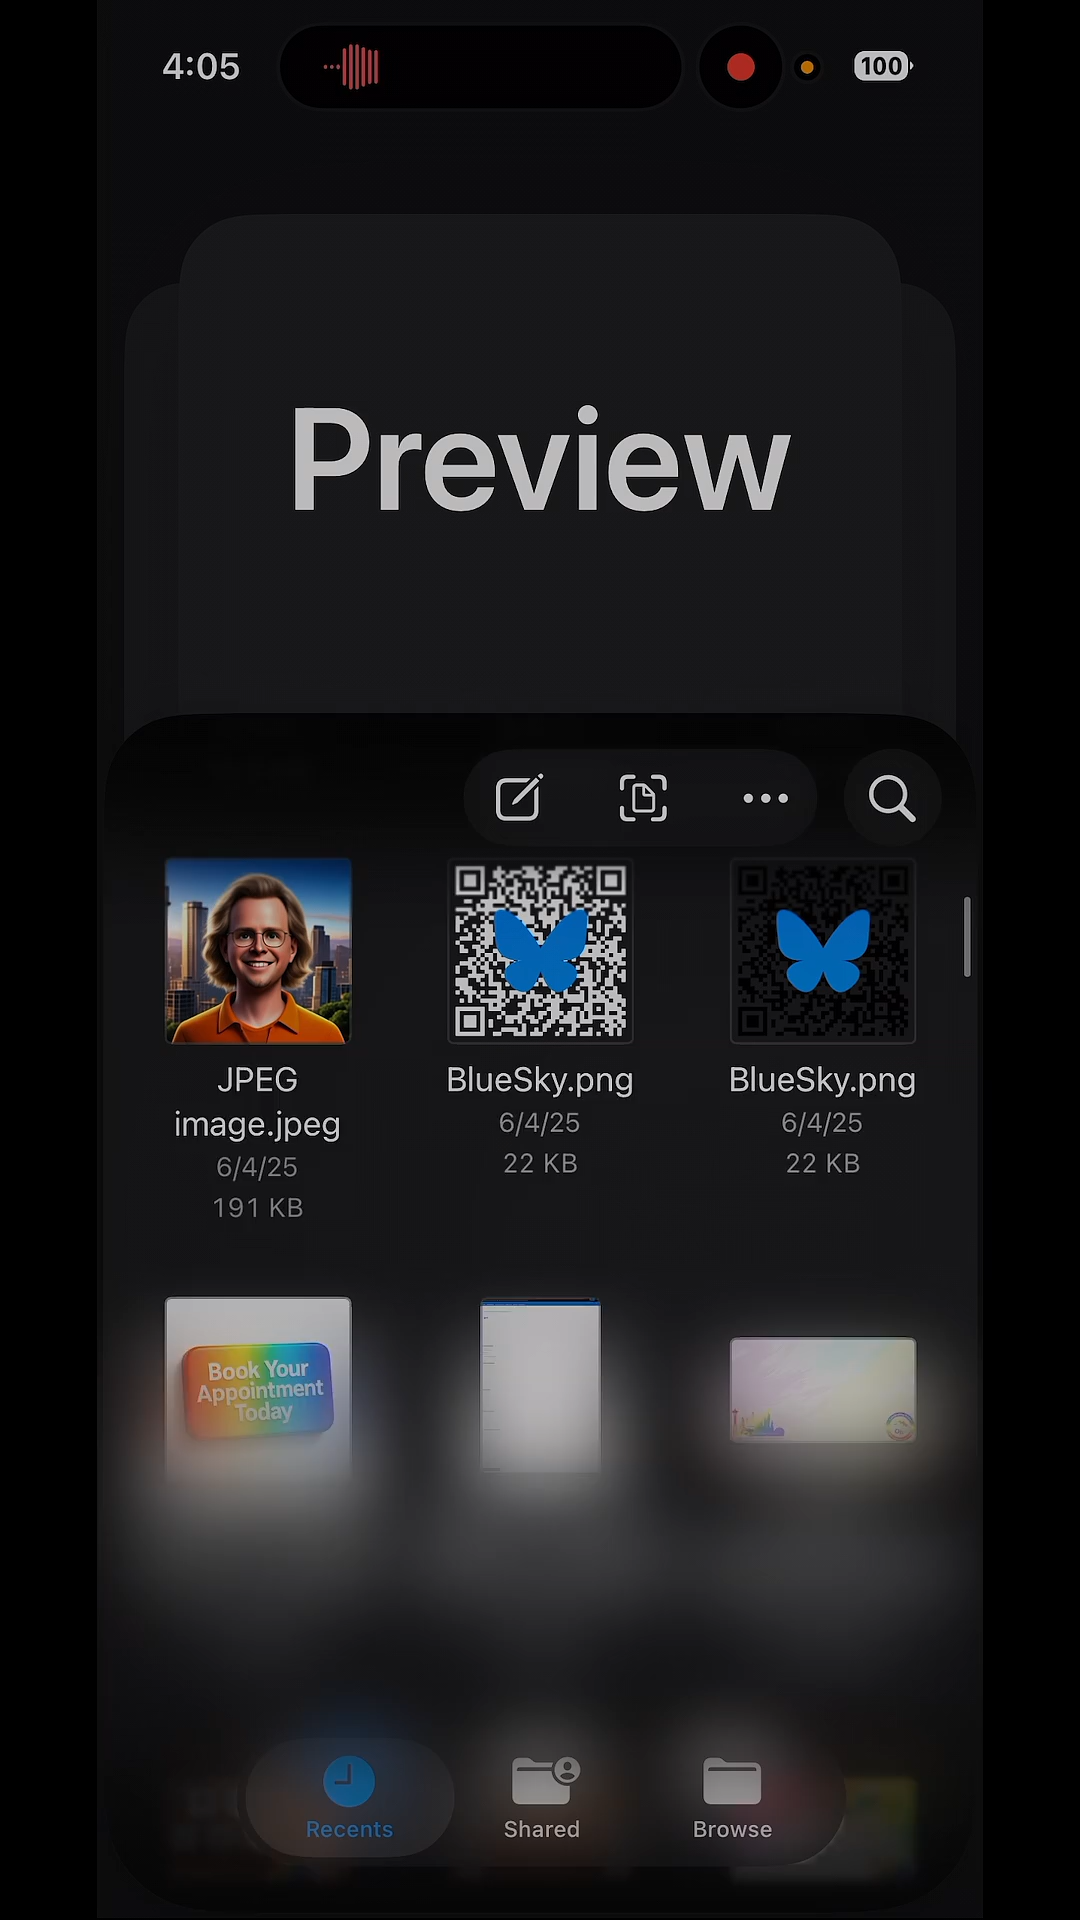 4:05
100
Preview
JPEG
image.jpeg
6/4/25
191 KB
BlueSky.png
6/4/25
22 KB
BlueSky.png
6/4/25
22 KB
Book Your
Appointment
Today
Recents
Shared
Browse